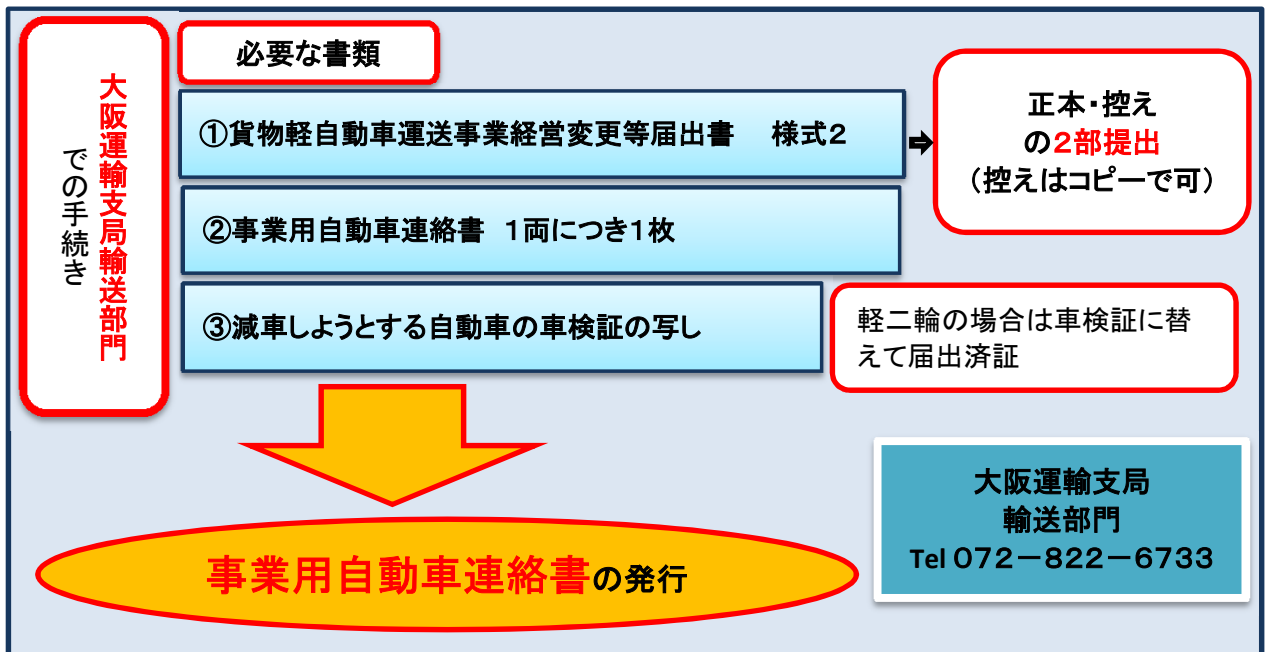 大阪運輸支局輸送部門
での手続き
必要な書類
①貨物軽自動車運送事業経営変更等届出書　様式２
正本・控え
の２部提出
（控えはコピーで可）
②事業用自動車連絡書　１両につき１枚
③減車しようとする自動車の車検証の写し
軽二輪の場合は車検証に替
えて届出済証
大阪運輸支局
輸送部門
Tel ０７２－８２２－６７３３
事業用自動車連絡書の発行